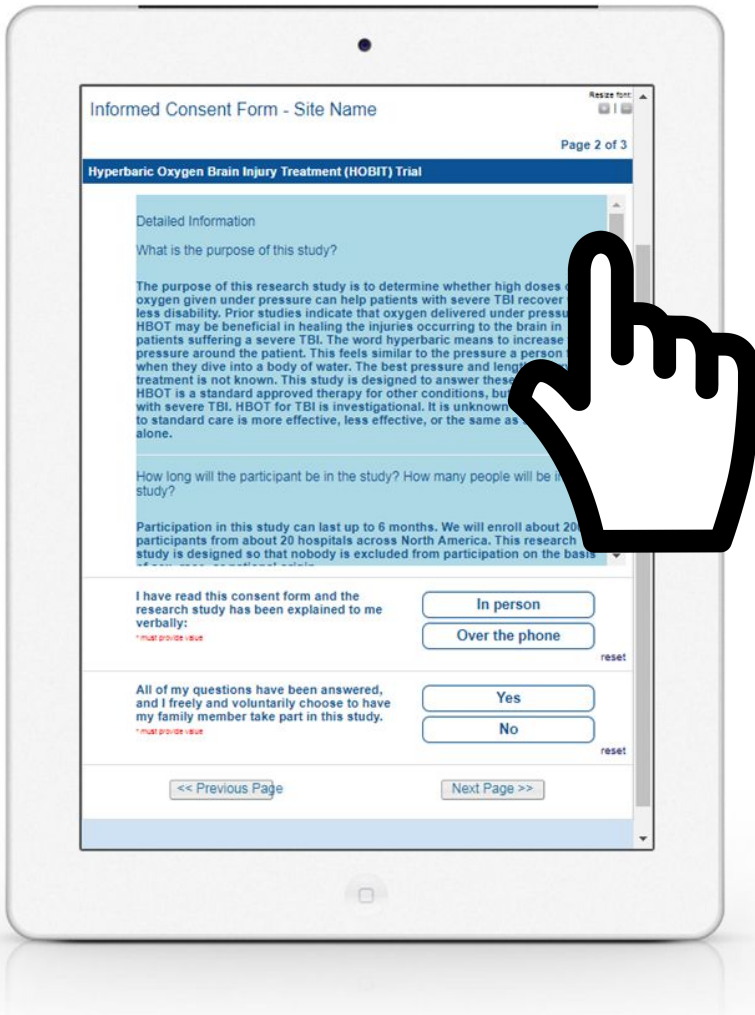 Resize font:
Informed Consent Form - Site Name
Page 2 of 3
Hyperbaric Oxygen Brain Injury Treatment (HOBIT) Trial
Detailed Information
What is the purpose of this study?
The purpose of this research study is to determine whether high doses
oxygen given under pressure can help patients with severe TBI recover
less disability. Prior studies indicate that oxygen delivered under
HBOT may be beneficial in healing the injuries occurring to the brain in
patients suffering a severe TBI. The word hyperbaric means to increase
pressure around the patient. This feels similar to the pressure a person
when they dive into a body of water. The best pressure and
treatment is not known. This study is designed to answer these
HBOT is a standard approved therapy for other conditions,
with severe TBI. HBOT for TBI is investigational. It is unknown
to standard care is more effective, less effective, or the same as
alone.
How long will the participant be in the study? How many people will be
study?
Participation in this study can last up to 6 months. We will enroll about
participants from about 20 hospitals across North America. This research
study is designed so that nobody is excluded from participation on the basis
of sex, race, or national origin.
I have read this consent form and the
research study has been explained to me
verbally:
* must provide value
In person
Over the phone
reset
All of my questions have been answered,
and I freely and voluntarily choose to have
my family member take part in this study.
* must provide value
Yes
No
reset
<< Previous Page
Next Page >>